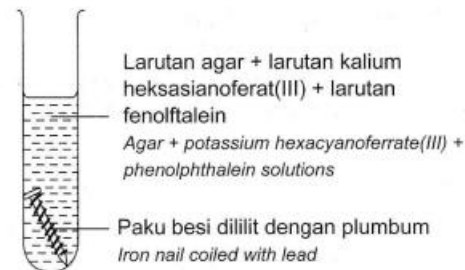 Larutan agar + larutan kalium
heksasianoferat(III) + larutan
fenolftalein
Agar + potassium hexacyanoferrate(III) +
phenolphthalein solutions
Paku besi dililit dengan plumbum
Iron nail coiled with lead